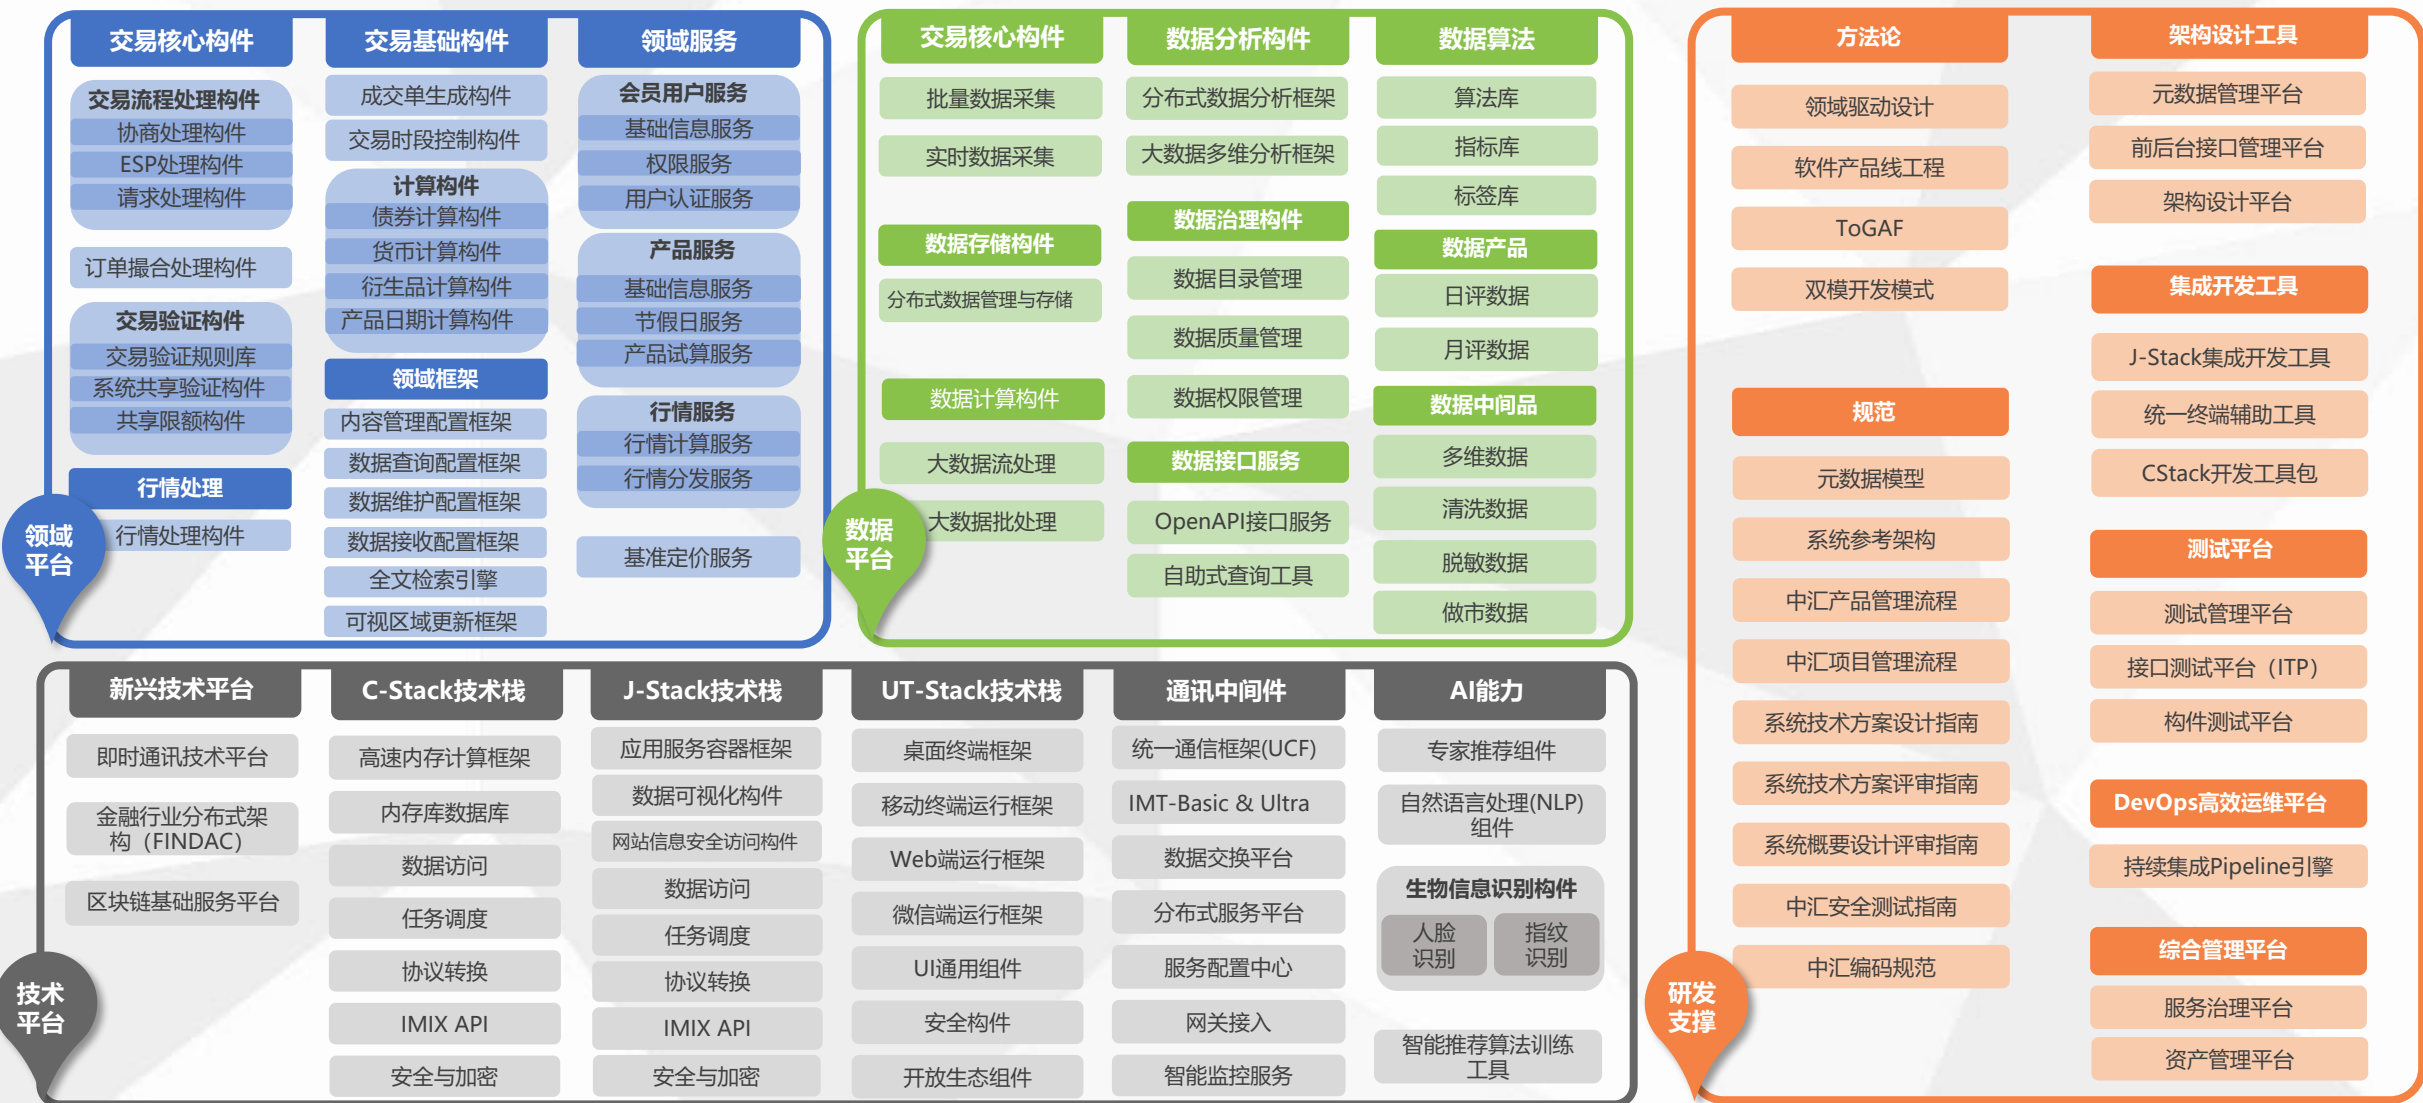 领域
平台
交易核心构件
交易流程处理构件
协商处理构件
ESP处理构件
请求处理构件
订单撮合处理构件
交易验证构件
交易验证规则库
系统共享验证构件
共享限额构件
行情处理
行情处理构件
交易基础构件
成交单生成构件
交易时段控制构件
计算构件
债券计算构件
货币计算构件
衍生品计算构件
产品日期计算构件
领域框架
内容管理配置框架
数据查询配置框架
数据维护配置框架
数据接收配置框架
全文检索引擎
可视区域更新框架
领域服务
会员用户服务
基础信息服务
权限服务
用户认证服务
产品服务
基础信息服务
节假日服务
产品试算服务
行情服务
行情计算服务
行情分发服务
基准定价服务
数据
平台
交易核心构件
批量数据采集
实时数据采集
数据存储构件
分布式数据管理与存储
数据计算构件
大数据流处理
大数据批处理
数据分析构件
分布式数据分析框架
大数据多维分析框架
数据治理构件
数据目录管理
数据质量管理
数据权限管理
数据接口服务
OpenAPI接口服务
自助式查询工具
数据算法
算法库
指标库
标签库
数据产品
日评数据
月评数据
数据中间品
多维数据
清洗数据
脱敏数据
做市数据
技术
平台
新兴技术平台
即时通讯技术平台
金融行业分布式架
构（FINDAC）
区块链基础服务平台
C-Stack技术栈
高速内存计算框架
内存库数据库
数据访问
任务调度
协议转换
IMIX API
安全与加密
J-Stack技术栈
应用服务容器框架
数据可视化构件
网站信息安全访问构件
数据访问
任务调度
协议转换
IMIX API
安全与加密
UT-Stack技术栈
桌面终端框架
移动终端运行框架
Web端运行框架
微信端运行框架
UI通用组件
安全构件
开放生态组件
通讯中间件
统一通信框架(UCF)
IMT-Basic & Ultra
数据交换平台
分布式服务平台
服务配置中心
网关接入
智能监控服务
AI能力
专家推荐组件
自然语言处理(NLP)
组件
生物信息识别构件
人脸
识别
指纹
识别
智能推荐算法训练
工具
研发
支撑
方法论
领域驱动设计
软件产品线工程
ToGAF
双模开发模式
规范
元数据模型
系统参考架构
中汇产品管理流程
中汇项目管理流程
系统技术方案设计指南
系统技术方案评审指南
系统概要设计评审指南
中汇安全测试指南
中汇编码规范
架构设计工具
元数据管理平台
前后台接口管理平台
架构设计平台
集成开发工具
J-Stack集成开发工具
统一终端辅助工具
CStack开发工具包
测试平台
测试管理平台
接口测试平台（ITP）
构件测试平台
DevOps高效运维平台
持续集成Pipeline引擎
综合管理平台
服务治理平台
资产管理平台